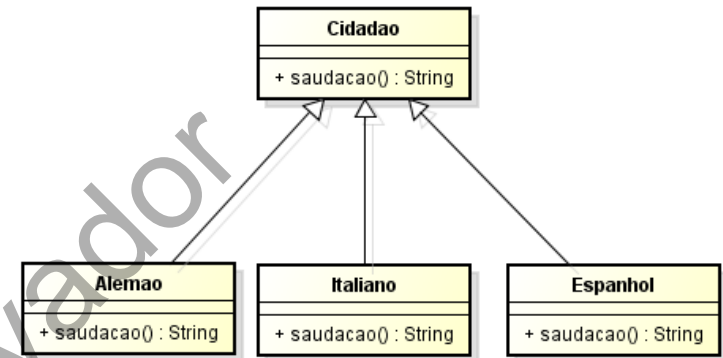 Cidadao
+ saudacao() : String
Alemao
+ saudacao() : String
Italiano
+ saudacao() : String
Espanhol
+ saudacao() : String
vador